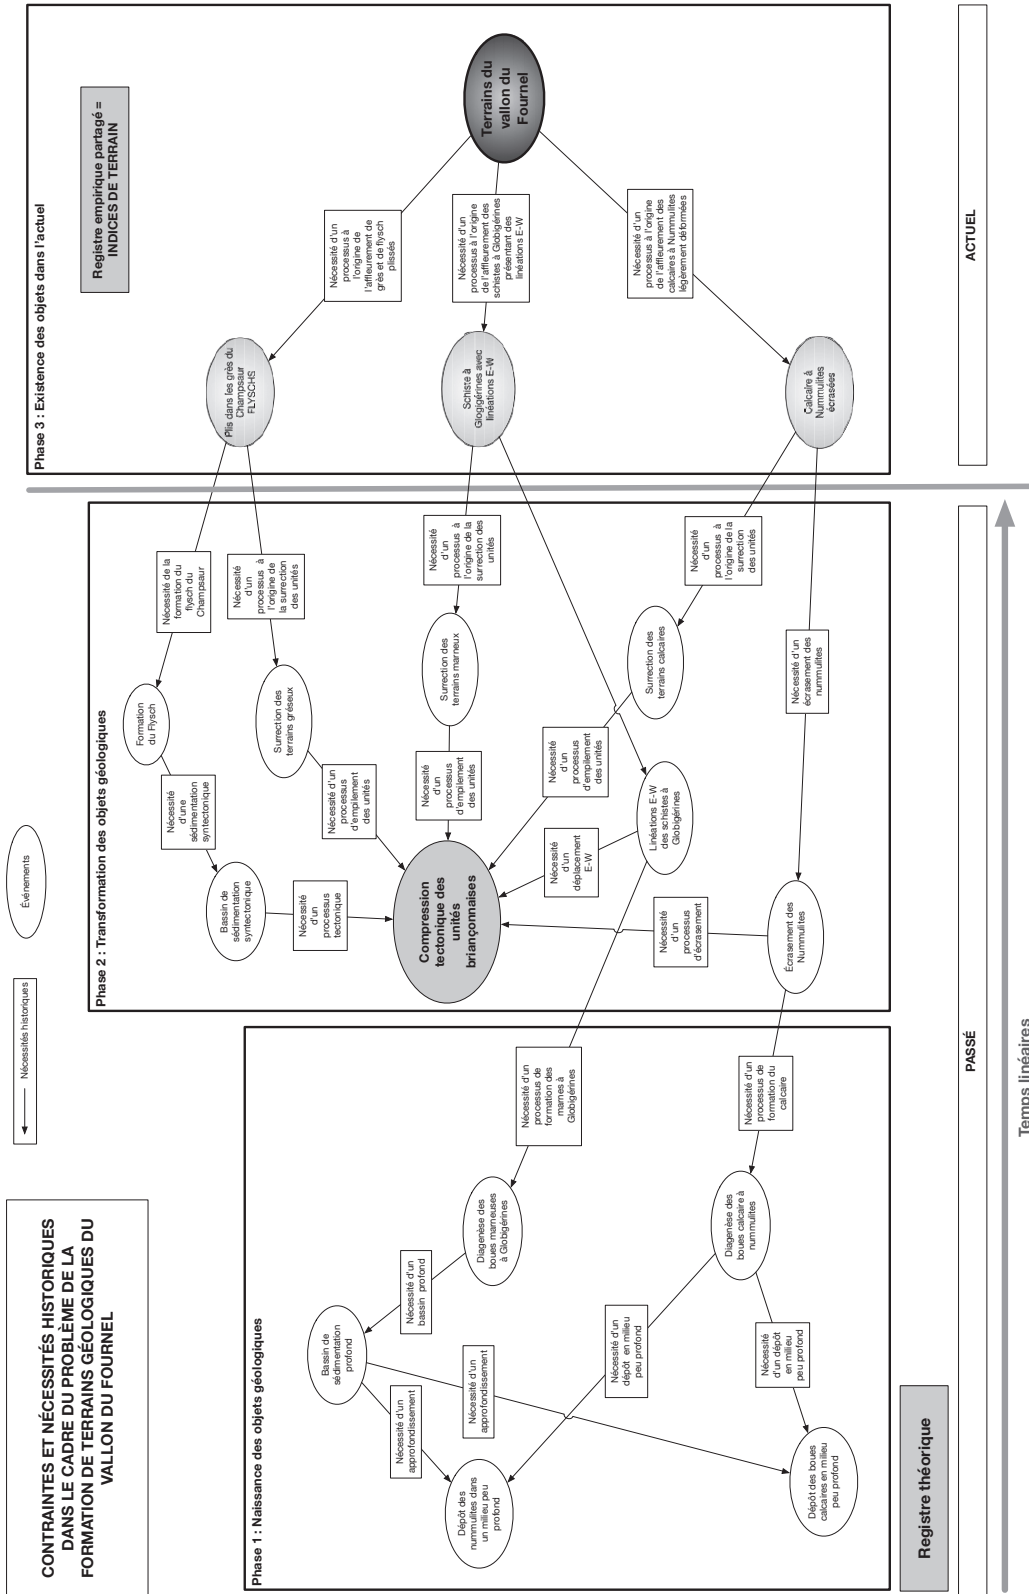 CONTRAINTES ET NÉCESSITÉS HISTORIQUES
DANS LE CADRE DU PROBLÈME DE LA
FORMATION DE TERRAINS GÉOLOGIQUES DU
VALLON DU FOURNEL
Nécessités historiques
Événements
Phase 1 : Naissance des objets géologiques
Bassin de
sédimentation
profond
Nécessité d'un
bassin profond
Diagenèse des
boues marneuses
à Globigérines
Nécessité d'un
processus de
formation des
marnes à
Globigérines
Nécessité d'un
approfondissement
Nécessité d'un
approfondissement
Dépôt des
nummulites dans
un milieu peu
profond
Nécessité d'un
dépôt en milieu
peu profond
Diagenèse des
boues calcaire à
nummulites
Nécessité d'un
processus de
formation du
calcaire
Nécessité
d'un dépôt
en milieu
peu profond
Dépôt des boues
calcaires en milieu
peu profond
Registre théorique
Phase 2 : Transformation des objets géologiques
Formation
du Flysch
Nécessité de la
formation du
flysch du
Champsaur
Nécessité
d'une
sédimentation
syntectonique
Bassin de
sédimentation
syntectonique
Nécessité
d'un
processus
tectonique
Surrection des
terrains gréseux
Nécessité
d'un
processus à
l'origine de
la surrection
des unités
Nécessité d'un
processus
d'empilement
des unités
Compression
tectonique des
unités
briançonnaises
Nécessité
d'un
processus
d'empilement
des unités
Surrection des
terrains marneux
Nécessité
d'un
processus à
l'origine de la
surrection des
unités
Nécessité
d'un
processus
d'empilement
des unités
Surrection des
terrains calcaires
Nécessité
d'un
processus à
l'origine de la
surrection
des unités
Nécessité
d'un
déplacement
E-W
Linéations E-W
des schistes à
Globigérines
Nécessité
d'un
processus
d'écrasement
Écrasement des
Nummulites
Nécessité d'un
écrasement des
nummulites
Phase 3 : Existence des objets dans l'actuel
Registre empirique partagé =
INDICES DE TERRAIN
Plis dans les grès du
Champsaur
FLYSCHS
Nécessité d'un
processus à
l'origine de
l'affleurement de
grès et de flysch
plissés
Terrains du
vallon du
Fournel
Schiste à
Glogigérines avec
linéations E-W
Nécessité d'un
processus à l'origine
de l'affleurement des
schistes à Globigérines
présentant des
linéations E-W
Calcaire à
Nummulites
écrasées
Nécessité d'un
processus à l'origine
de l'affleurement des
calcaires à Nummulites
légèrement déformées
PASSÉ
ACTUEL
Temps linéaires